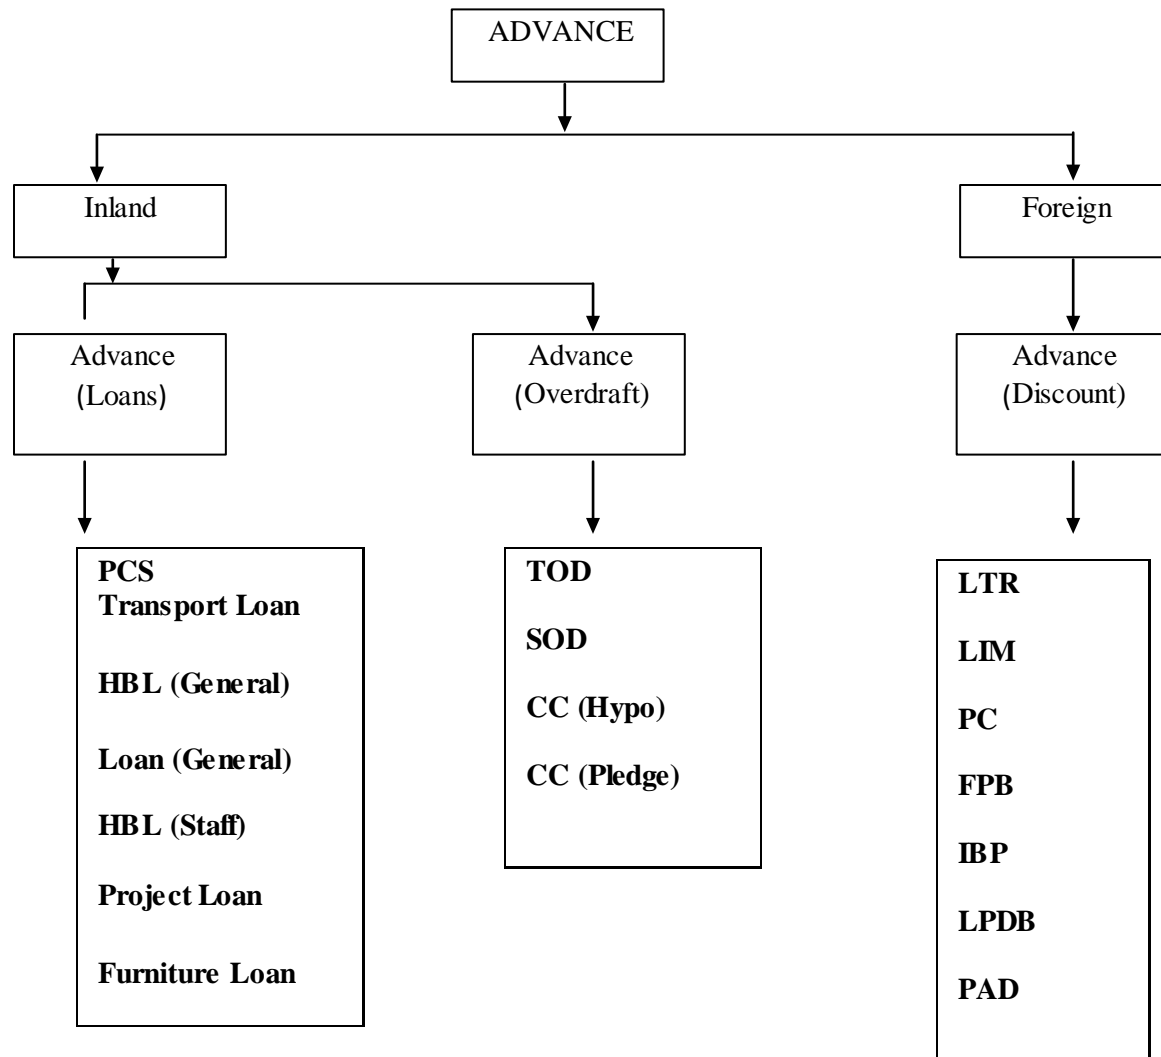 ADVANCE
Inland
Foreign
Advance
(Loans)
Advance
(Overdraft)
Advance
(Discount)
PCS
Transport Loan
HBL (General)
Loan (General)
HBL (Staff)
Project Loan
Furniture Loan
TOD
SOD
CC (Hypo)
CC (Pledge)
LTR
LIM
PC
FPB
IBP
LPDB
PAD